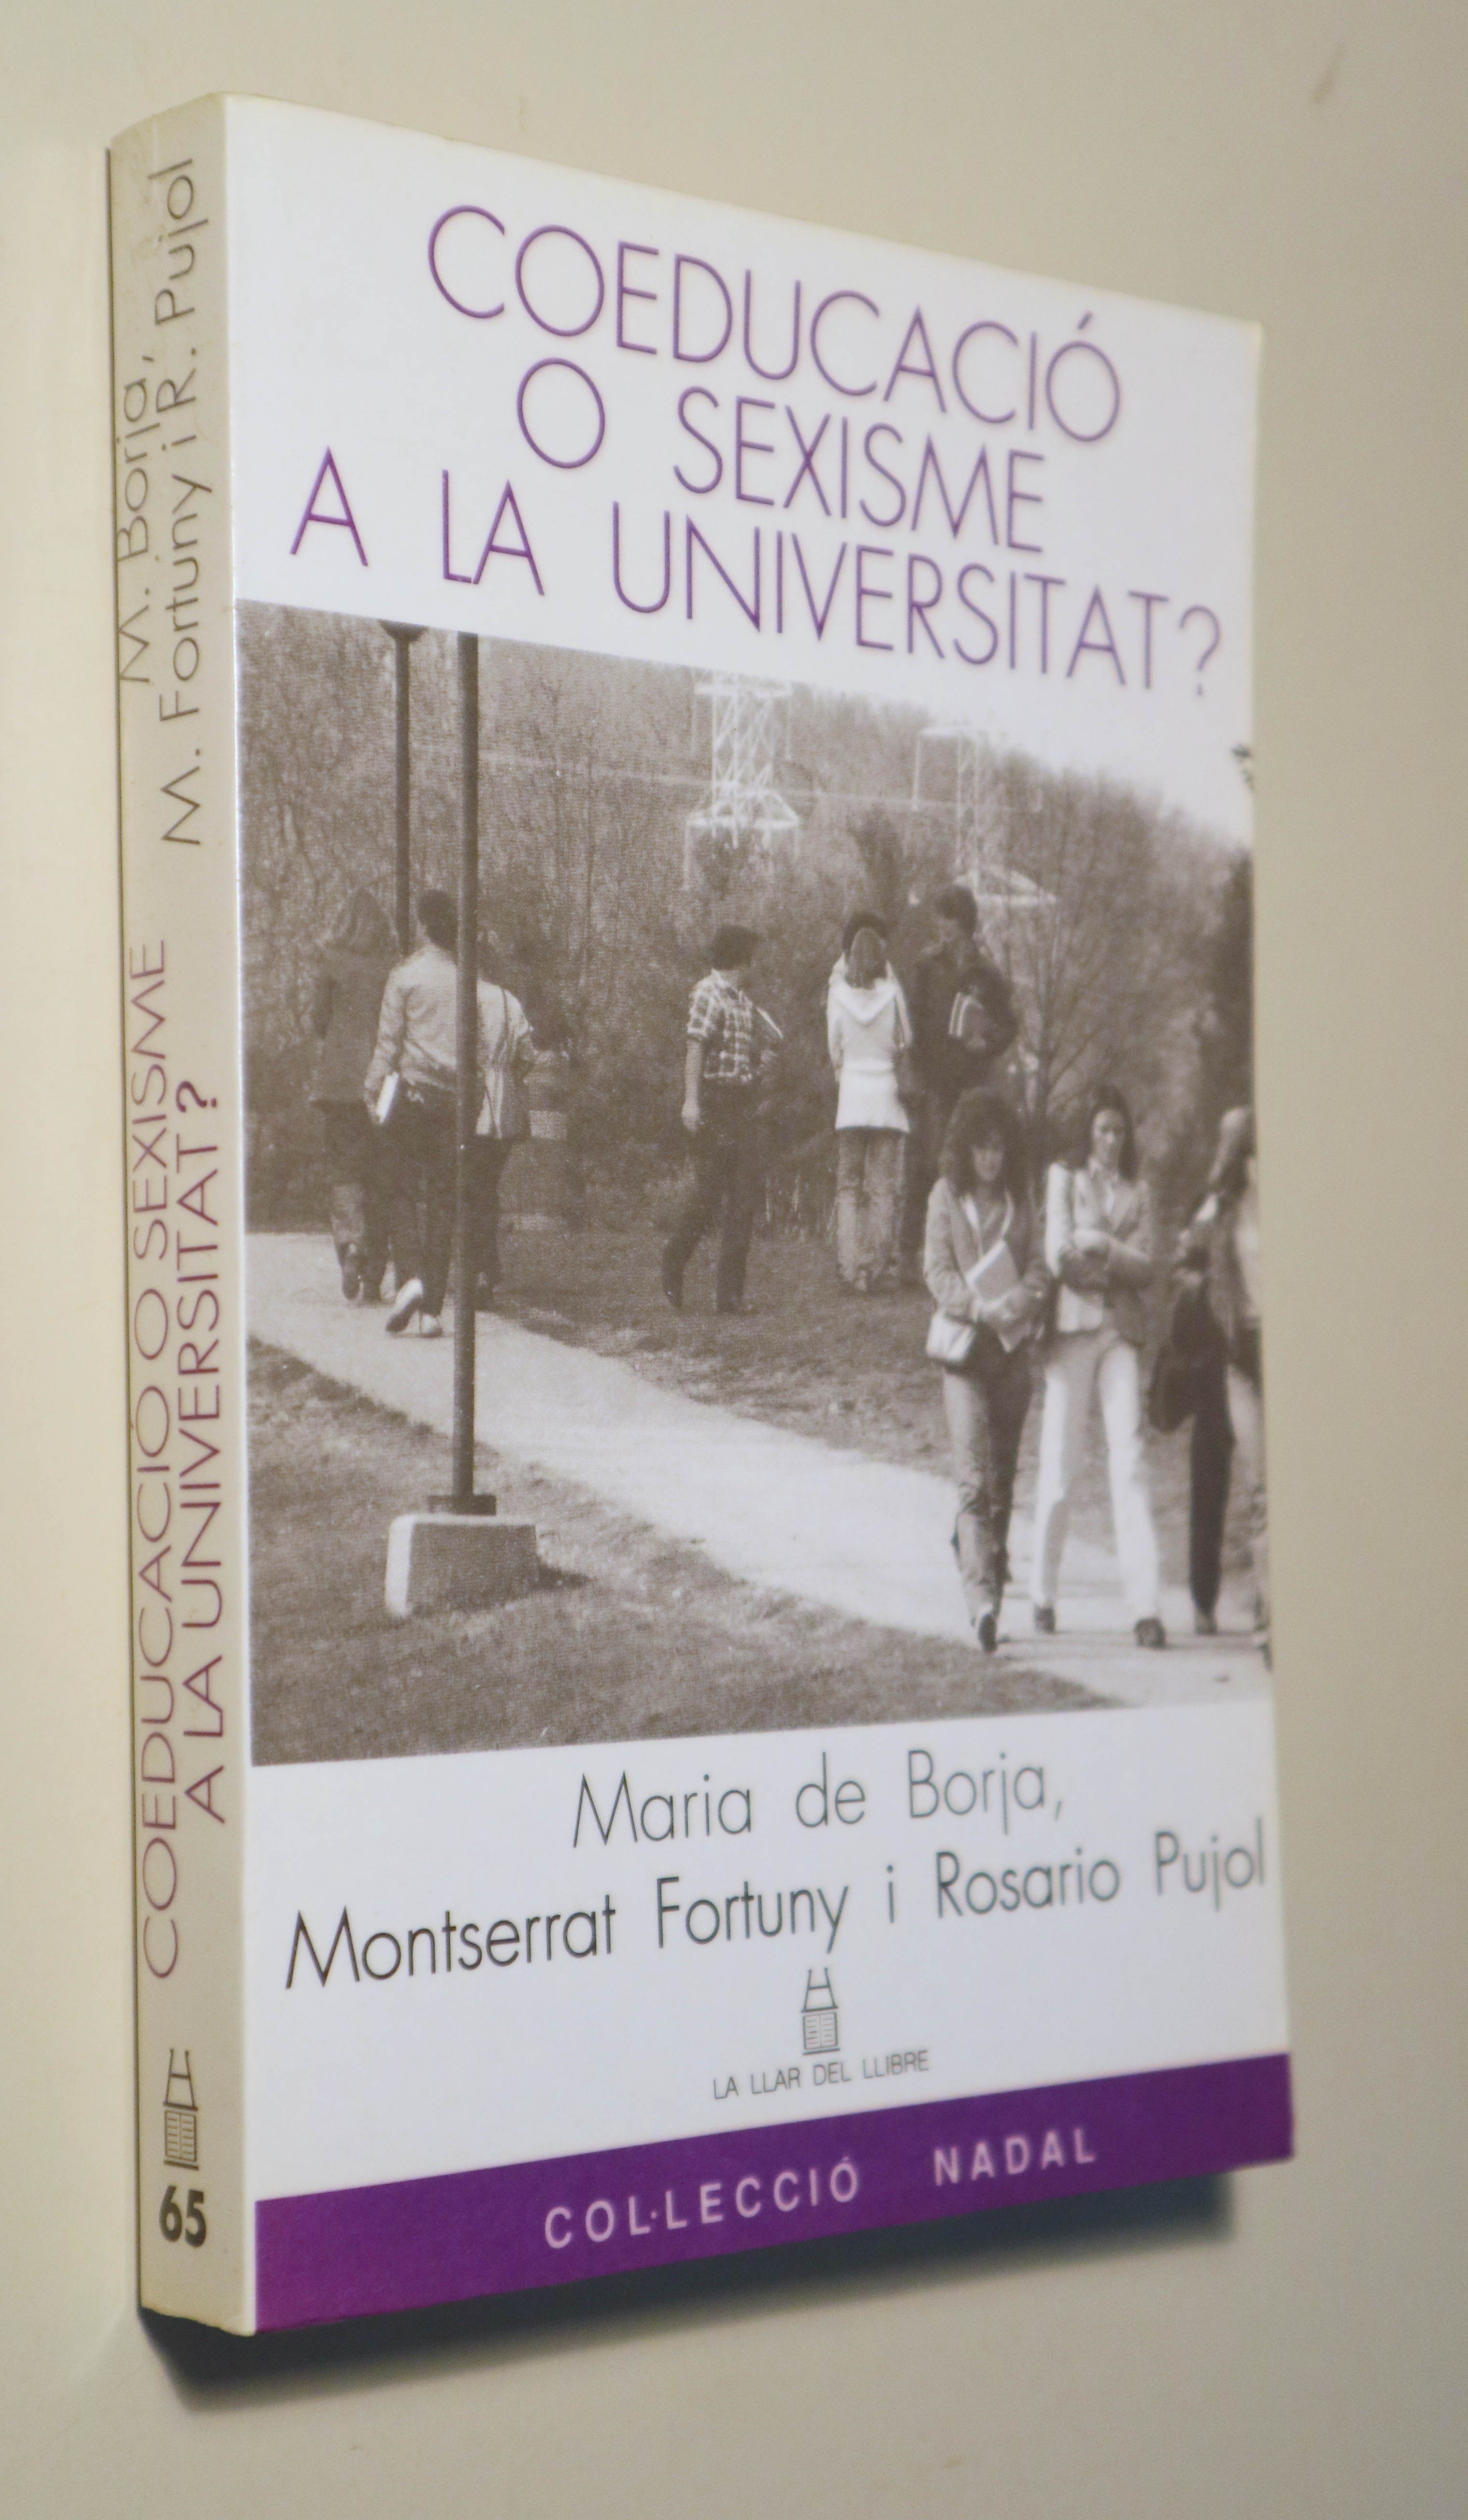 COEDUCACIÓ
O SEXISME
A LA UNIVERSITAT?
Maria de Borja,
Montserrat Fortuny i Rosario Pujol
LA LLAR DEL LLIBRE
COL·LECCIÓ NADAL
M. Borja,
M. Fortuny i R. Pujol
COEDUCACIO O SEXISME
A LA UNIVERSITAT?
65